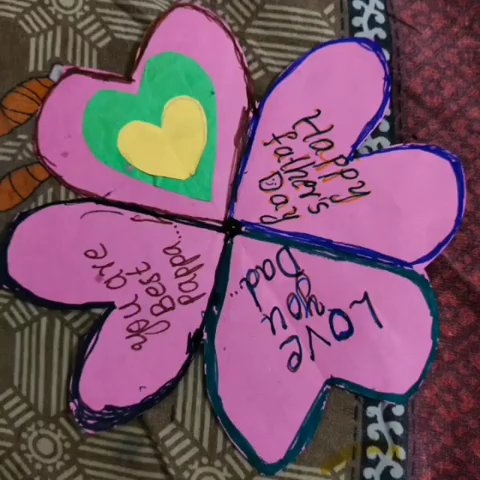 Happy
father's
Day
Love
you
Dad...
you are
Best
pappa...